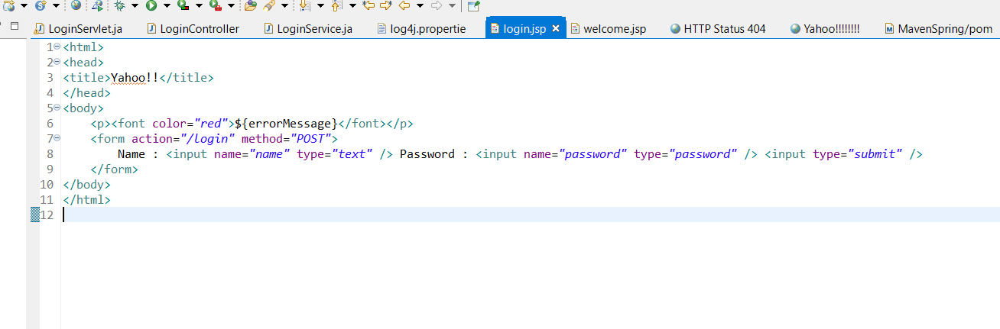 LoginServlet.ja LoginController LoginService.ja log4j.propertie login.jsp welcome.jsp HTTP Status 404 Yahoo!!!!!!!! MavenSpring/pom
1 <html>
2 <head>
3 <title>Yahoo!!</title>
4 </head>
5 <body>
6 <p><font color="red">${errorMessage}</font></p>
7 <form action="/login" method="POST">
8 Name : <input name="name" type="text" /> Password : <input name="password" type="password" /> <input type="submit" />
9 </form>
10 </body>
11 </html>
12